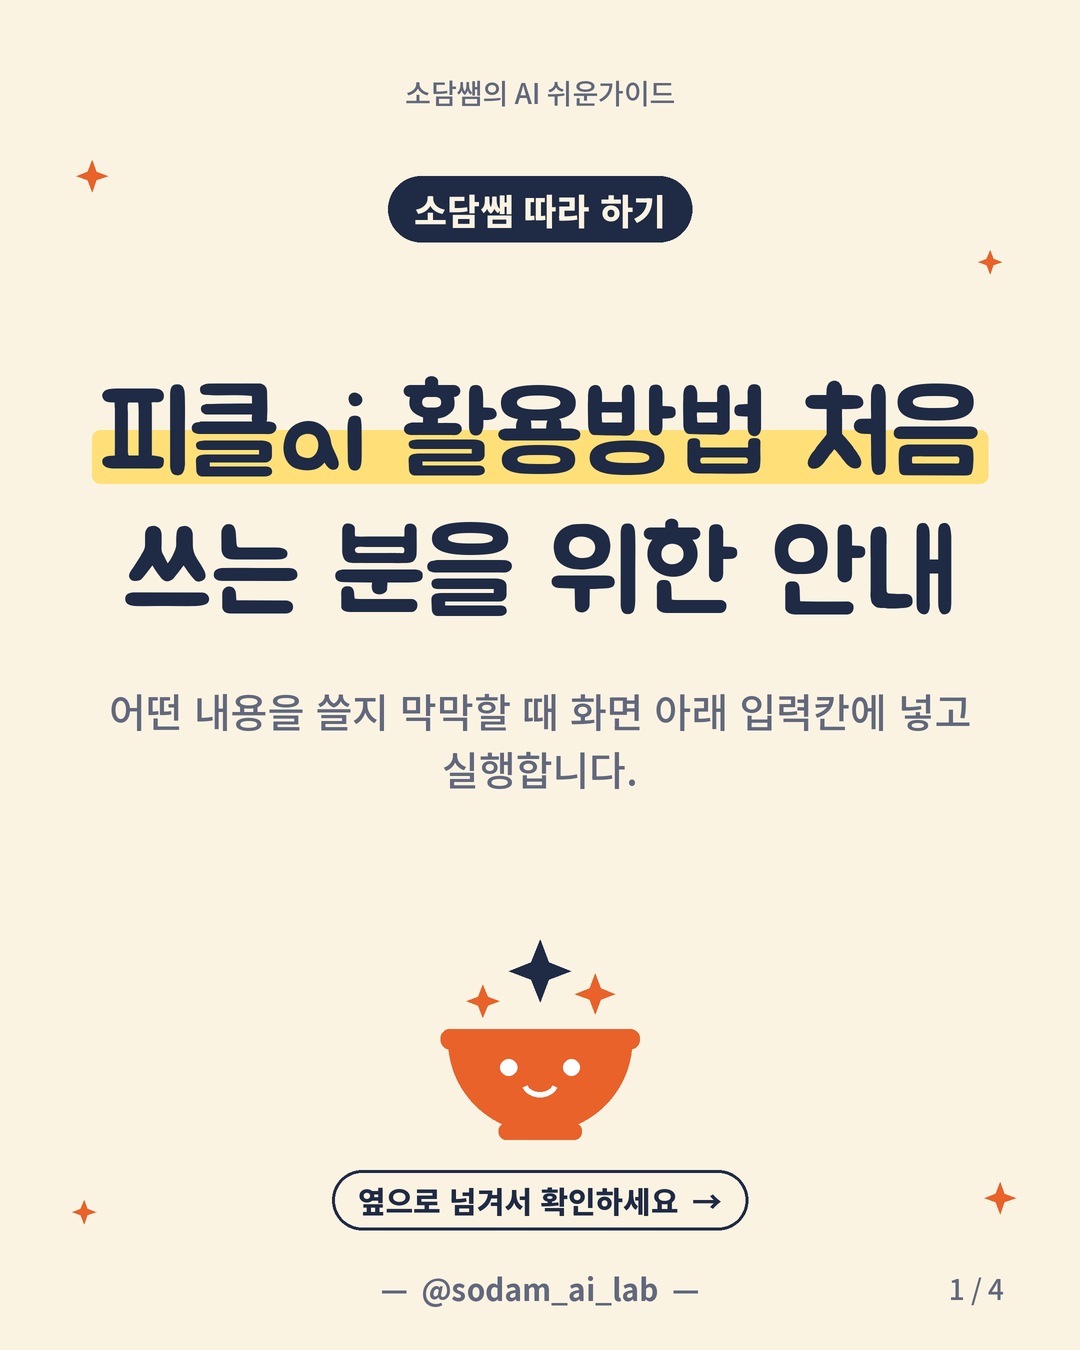 소담쌤의 AI 쉬운가이드
소담쌤 따라 하기
피클ai 활용방법 처음
쓰는 분을 위한 안내
어떤 내용을 쓸지 막막할 때 화면 아래 입력칸에 넣고
실행합니다.
옆으로 넘겨서 확인하세요 →
— @sodam_ai_lab —
1 / 4